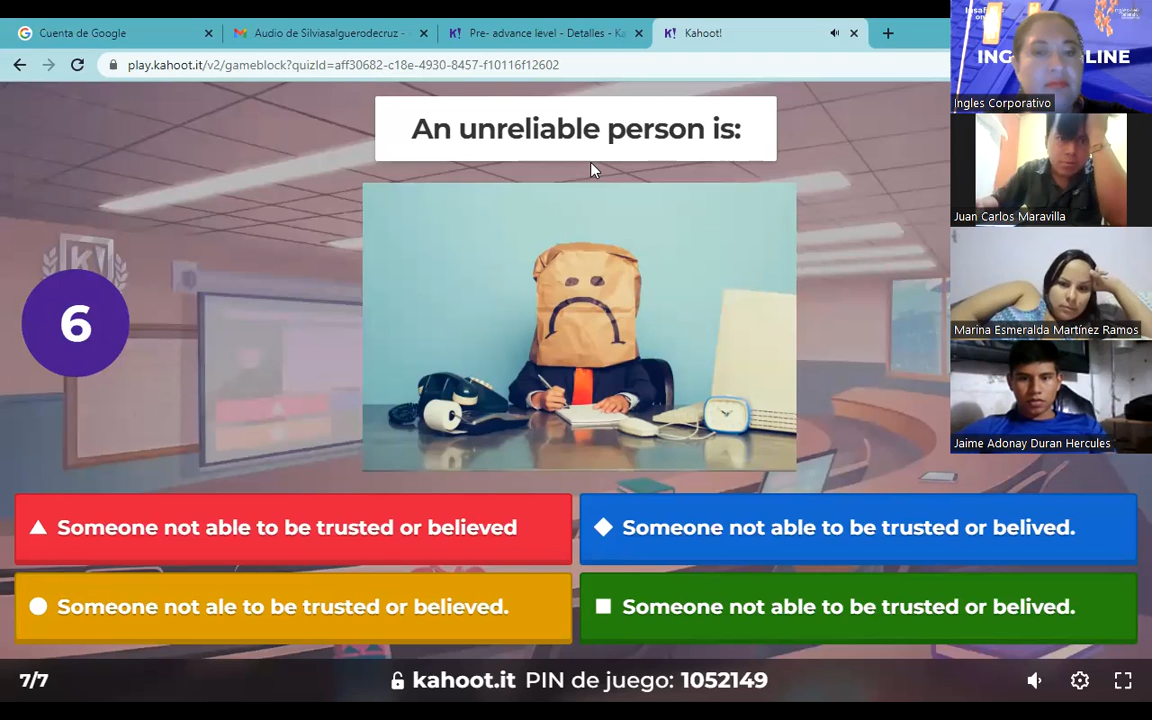 Cuenta de Google
Audio de Silviasalguerodecruz -
Pre- advance level - Detalles - Ka
Kahoot!
play.kahoot.it/v2/gameblock?quizId=aff30682-c18e-4930-8457-f10116f12602
An unreliable person is:
6
Someone not able to be trusted or believed
Someone not able to be trusted or belived.
Someone not ale to be trusted or believed.
Someone not able to be trusted or belived.
7/7
kahoot.it PIN de juego: 1052149
ING LINE
Ingles Corporativo
Juan Carlos Maravilla
Marina Esmeralda Martínez Ramos
Jaime Adonay Duran Hercules